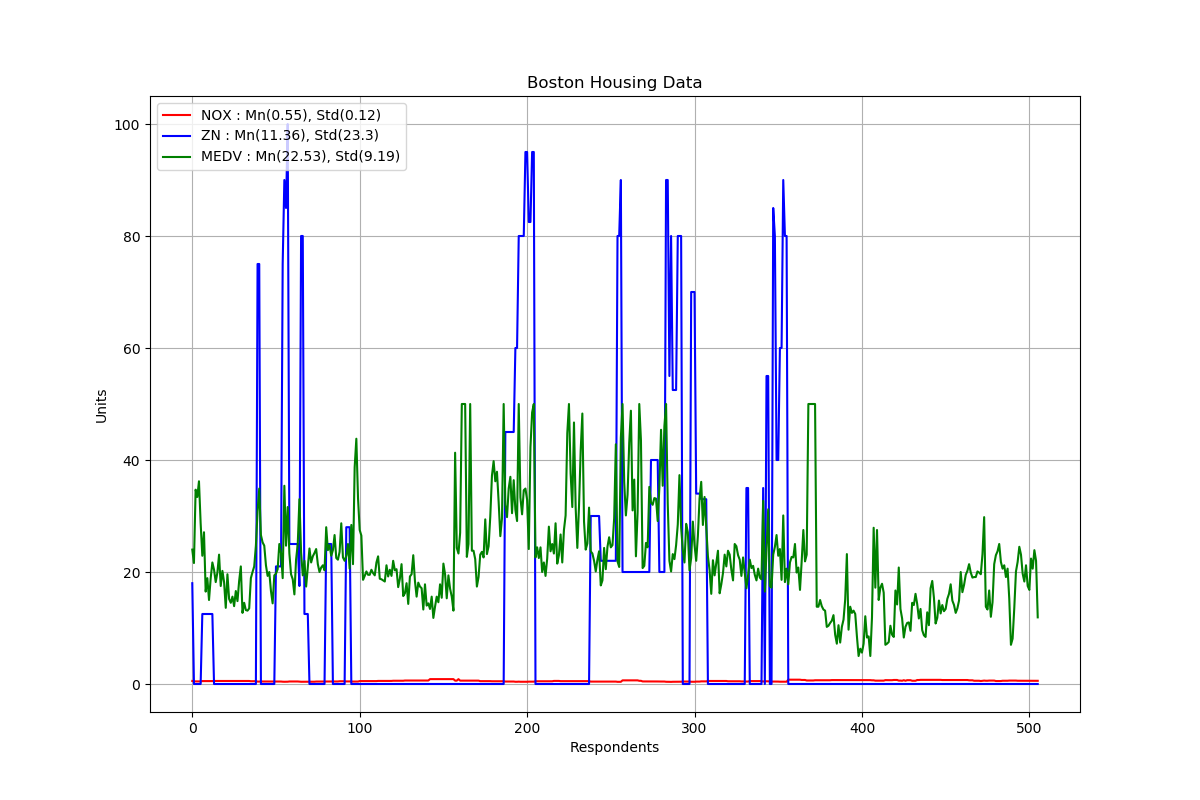 Boston Housing Data
NOX : Mn(0.55), Std(0.12)
ZN : Mn(11.36), Std(23.3)
MEDV : Mn(22.53), Std(9.19)
100
80
60
40
20
0
Units
0 100 200 300 400 500
Respondents